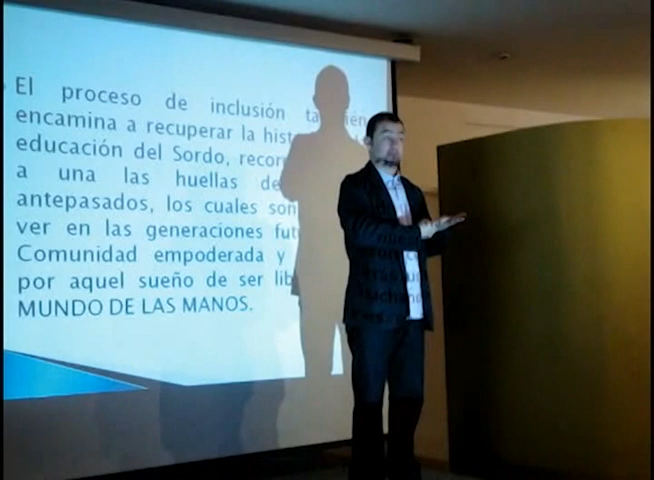 El proceso de inclusión
encamina a recuperar la
educación del Sordo,
a una las huellas
antepasados, los cuales son
ver en las generaciones
Comunidad empoderada y
por aquel sueño de ser
MUNDO DE LAS MANOS.